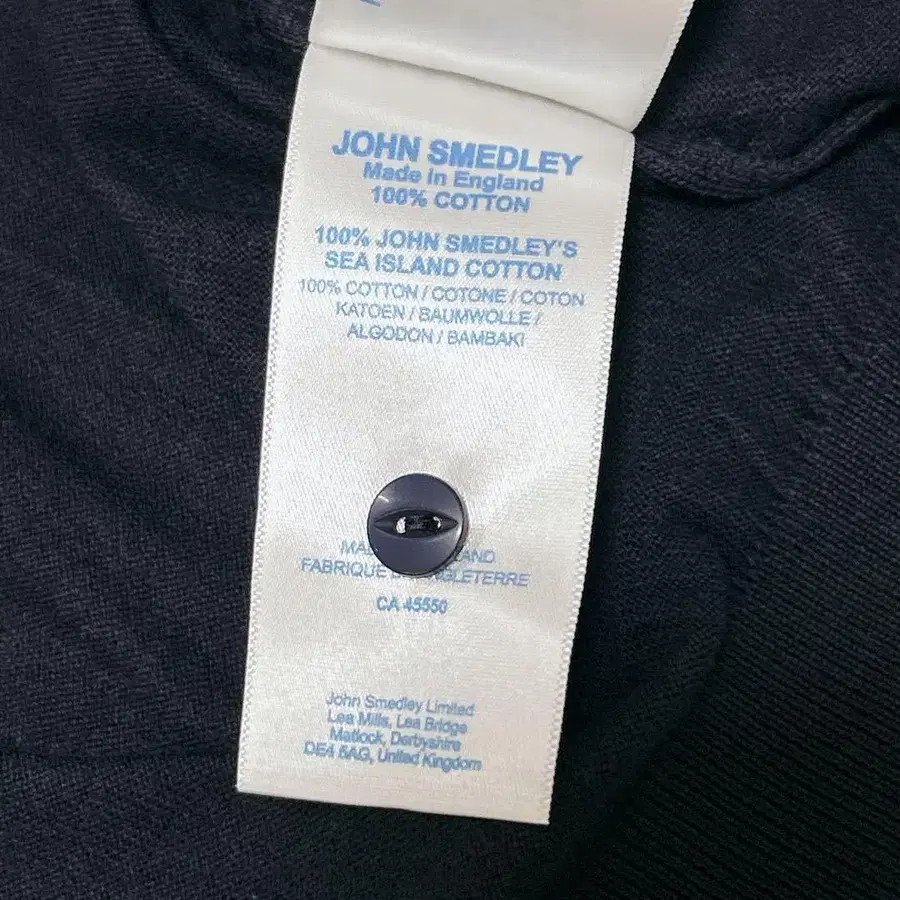 JOHN SMEDLEY
Made in England
100% COTTON
100% JOHN SMEDLEY'S
SEA ISLAND COTTON
100% COTTON / COTONE / COTON
KATOEN / BAUMWOLLE /
ALGODON / BAMBAKI
FABRIQUE
CA 45550
John Smedley Limited
Lea Mills, Lea Bridge
Matlock, Derbyshire
DE4 5AG, United Kingdom